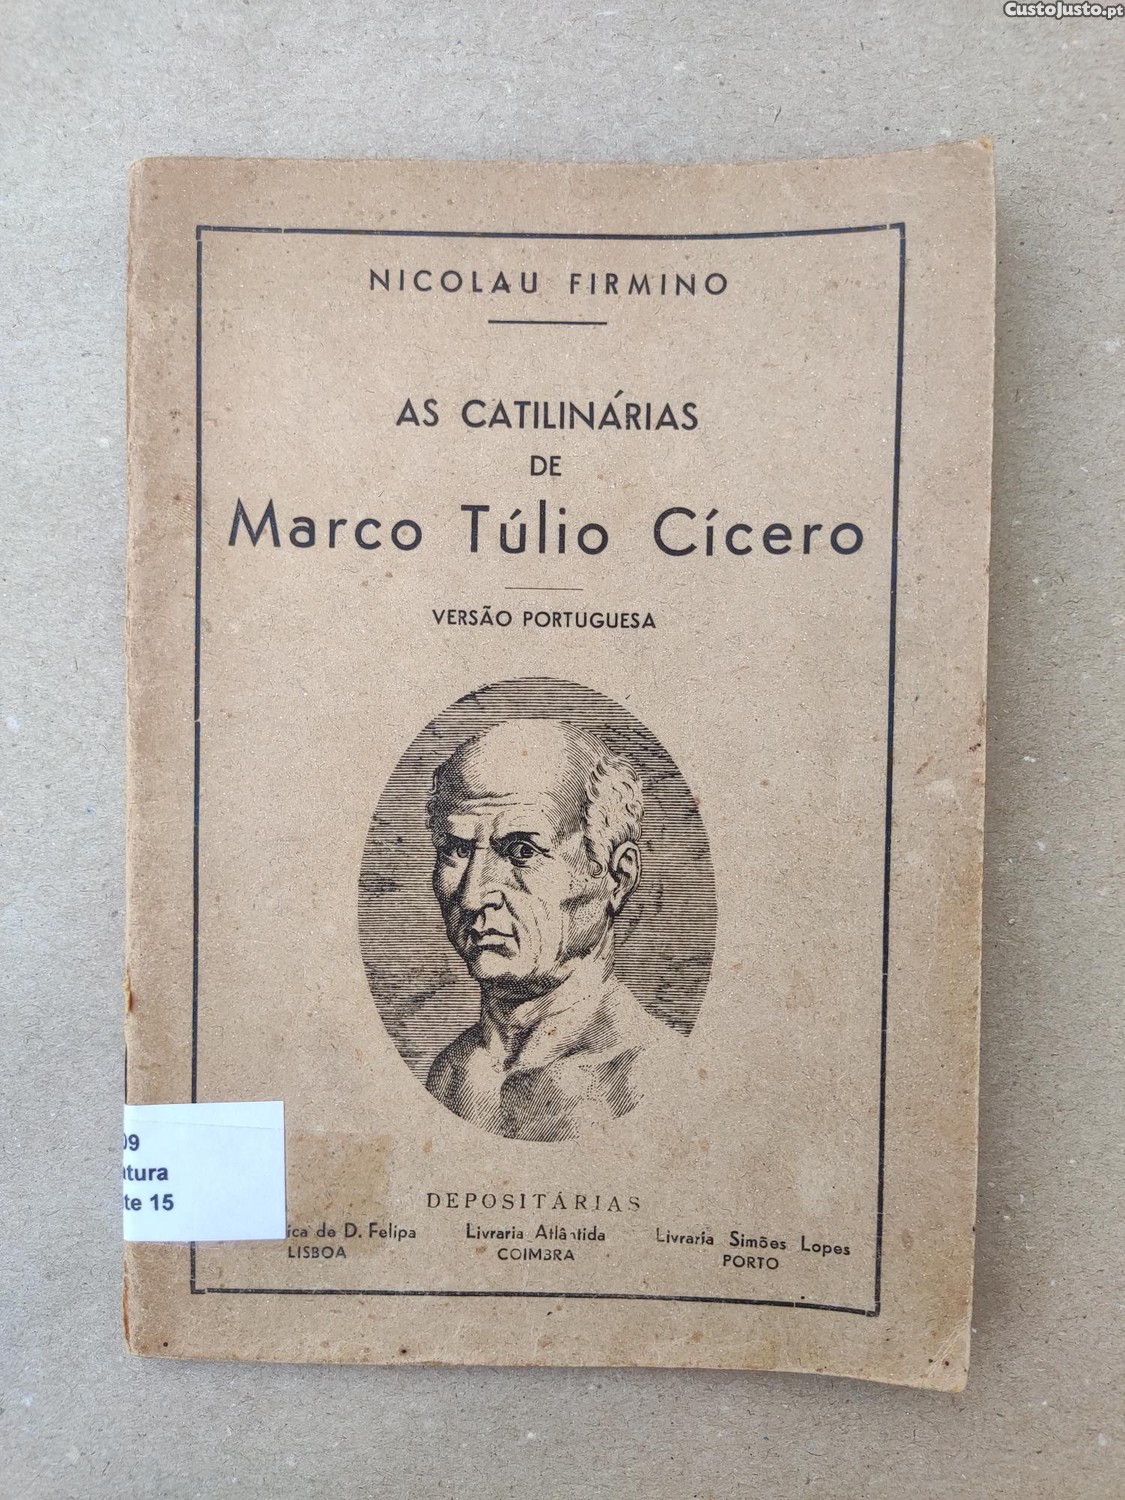 CustoJusto.pt
NICOLAU FIRMINO
AS CATILINÁRIAS
DE
Marco Túlio Cícero
VERSÃO PORTUGUESA
09
te 15
DEPOSITÁRIAS
de D. Felipa
LISBOA
Livraria Atlântida
COIMBRA
Livraria Simões Lopes
PORTO